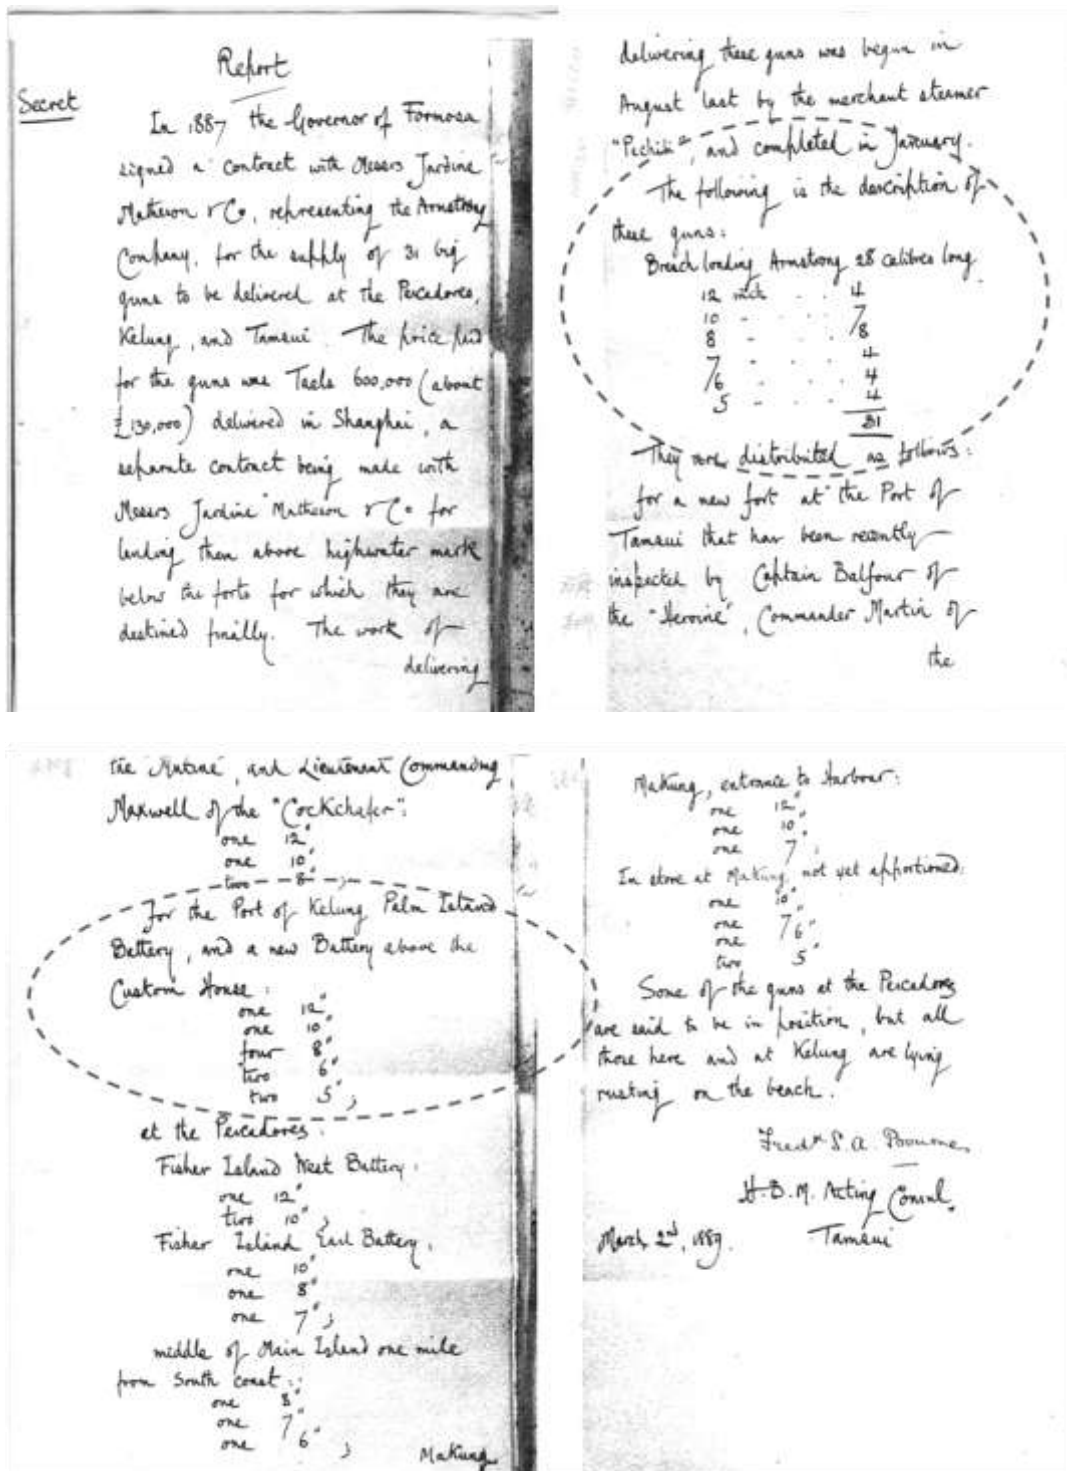 Report
Secret
In 1887 the Governor of Formosa
signed a contract with Messrs Jardine
Matheson & Co, representing the Armstrong
Company, for the supply of 31 big
guns to be delivered at the Pescadores,
Kelung, and Tamsui. The price paid
for the guns was Taels 600,000 (about
£130,000) delivered in Shanghai, a
separate contract being made with
Messrs Jardine Matheson & Co for
landing them above highwater mark
below the forts for which they are
destined finally. The work of
delivering
delivering these guns was begun in
August last by the merchant steamer
"Pechili", and completed in January.
The following is the description of
these guns:
Breach loading Armstrong 28 calibres long
12 inch . . 4
10 - . . 7
8 - . . 8
7 - . . 4
6 - . . 4
5 - . . 4
31
They were distributed as follows:
for a new fort at the Port of
Tamsui that has been recently
inspected by Captain Balfour of
the "Heroine", Commander Martin of
the
the "Mutine", and Lieutenant Commanding
Maxwell of the "Cockchafer":
one 12"
one 10"
two 8" ;
For the Port of Kelung Palm Island
Battery, and a new Battery above the
Custom House:
one 12"
one 10"
four 8"
two 6"
two 5" ;
at the Pescadores:
Fisher Island West Battery:
one 12"
two 10" ;
Fisher Island East Battery:
one 10"
one 8"
one 7" ;
middle of Main Island one mile
from South coast:
one 8"
one 7"
one 6" ;
Makung
Makung, entrance to Harbour:
one 12"
one 10"
one 7" ;
In store at Makung not yet apportioned:
one 10"
one 7"
one 6"
two 5"
Some of the guns at the Pescadores
are said to be in position, but all
those here and at Kelung are lying
rusting on the beach.
Fredk S. A. Bourne
H.B.M. Acting Consul.
March 2nd, 1889. Tamsui